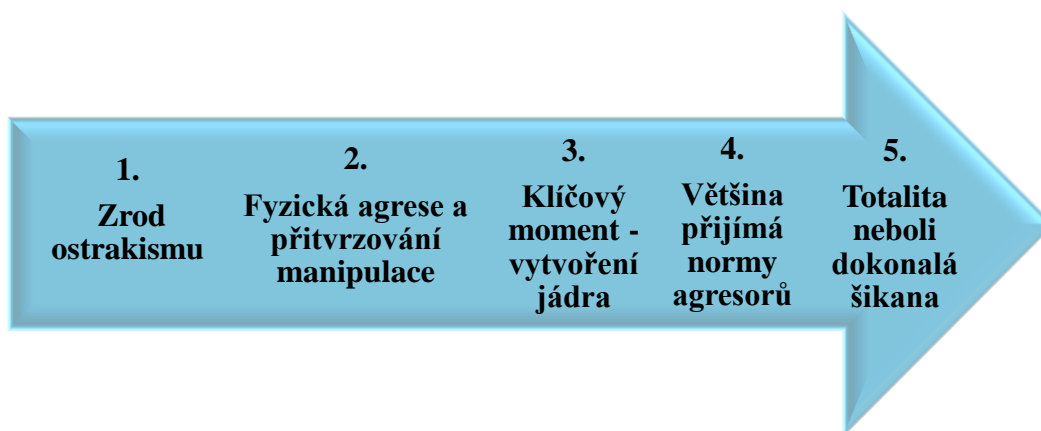 1.
Zrod
ostrakismu
2.
Fyzická agrese a
přitvrzování
manipulace
3.
Klíčový
moment -
vytvoření
jádra
4.
Většina
přijímá
normy
agresorů
5.
Totalita
neboli
dokonalá
šikana